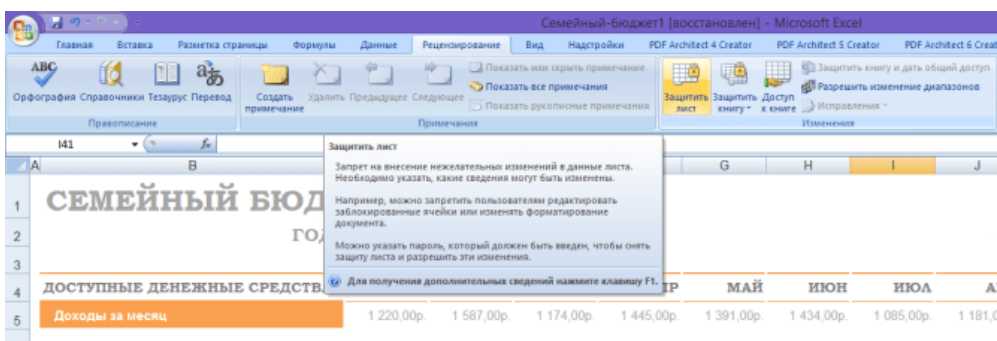 Семейный-бюджет1 [восстановлен] - Microsoft Excel
Главная Вставка Разметка страницы Формулы Данные Рецензирование Вид Надстройки PDF Architect 4 Creator PDF Architect 5 Creator PDF Architect 6 Creat
ABC
Орфография Справочники Тезаурус Перевод
Правописание
Создать примечание
Удалить Предыдущее Следующее
Показать или скрыть примечание
Показать все примечания
Показать рукописные примечания
Примечания
Защитить лист
Защитить книгу
Доступ к книге
Защитить книгу и дать общий доступ
Разрешить изменение диапазонов
Исправления
Изменения
I41
fx
Защитить лист
Запрет на внесение нежелательных изменений в данные листа.
Необходимо указать, какие сведения могут быть изменены.
Например, можно запретить пользователям редактировать
заблокированные ячейки или изменять форматирование
документа.
Можно указать пароль, который должен быть введен, чтобы снять
защиту листа и разрешить эти изменения.
Для получения дополнительных сведений нажмите клавишу F1.
A B G H I J
1 СЕМЕЙНЫЙ БЮД
2 ГО
3
4 ДОСТУПНЫЕ ДЕНЕЖНЫЕ СРЕДСТВ Р МАЙ ИЮН ИЮЛ А
5 Доходы за месяц 1 220,00р. 1 587,00р. 1 174,00р. 1 445,00р. 1 391,00р. 1 434,00р. 1 085,00р. 1 181,0